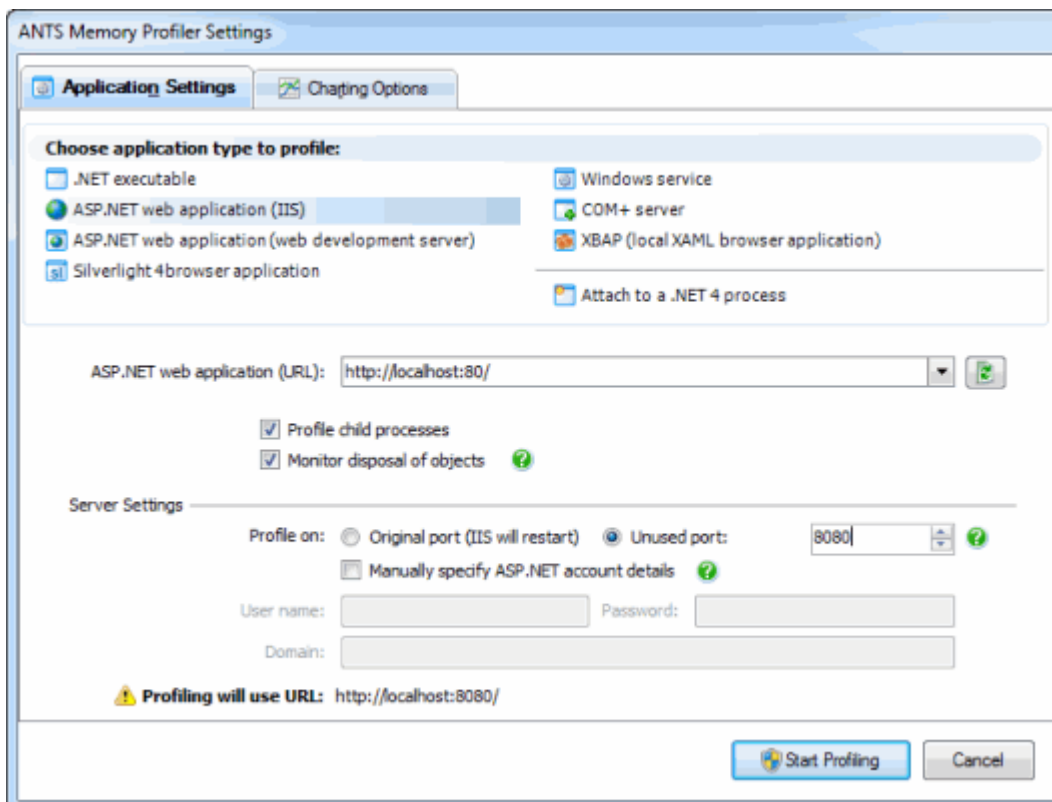 ANTS Memory Profiler Settings
Application Settings
Charting Options
Choose application type to profile:
.NET executable
ASP.NET web application (IIS)
ASP.NET web application (web development server)
sl Silverlight 4browser application
Windows service
COM+ server
XBAP (local XAML browser application)
Attach to a .NET 4 process
ASP.NET web application (URL): http://localhost:80/
Profile child processes
Monitor disposal of objects ?
Server Settings
Profile on: Original port (IIS will restart) Unused port: 8080 ?
Manually specify ASP.NET account details ?
User name: Password:
Domain:
Profiling will use URL: http://localhost:8080/
Start Profiling Cancel